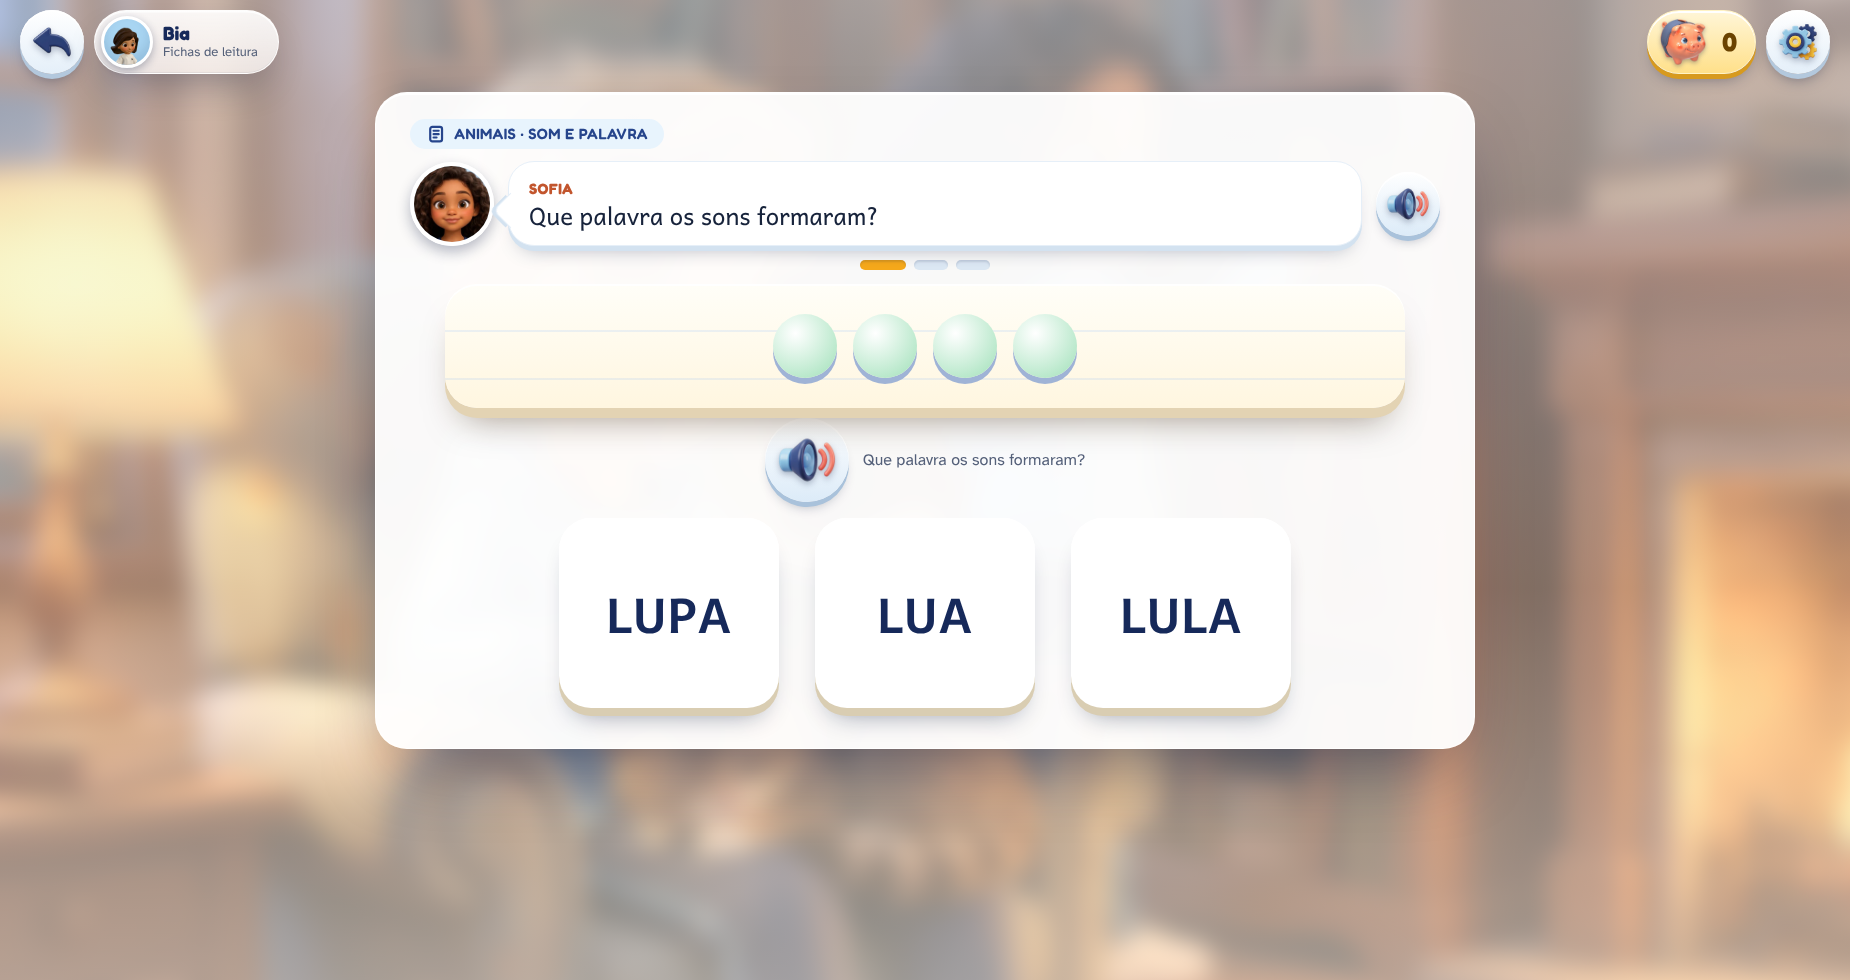 Bia
Fichas de leitura
0
ANIMAIS · SOM E PALAVRA
SOFIA
Que palavra os sons formaram?
Que palavra os sons formaram?
LUPA
LUA
LULA